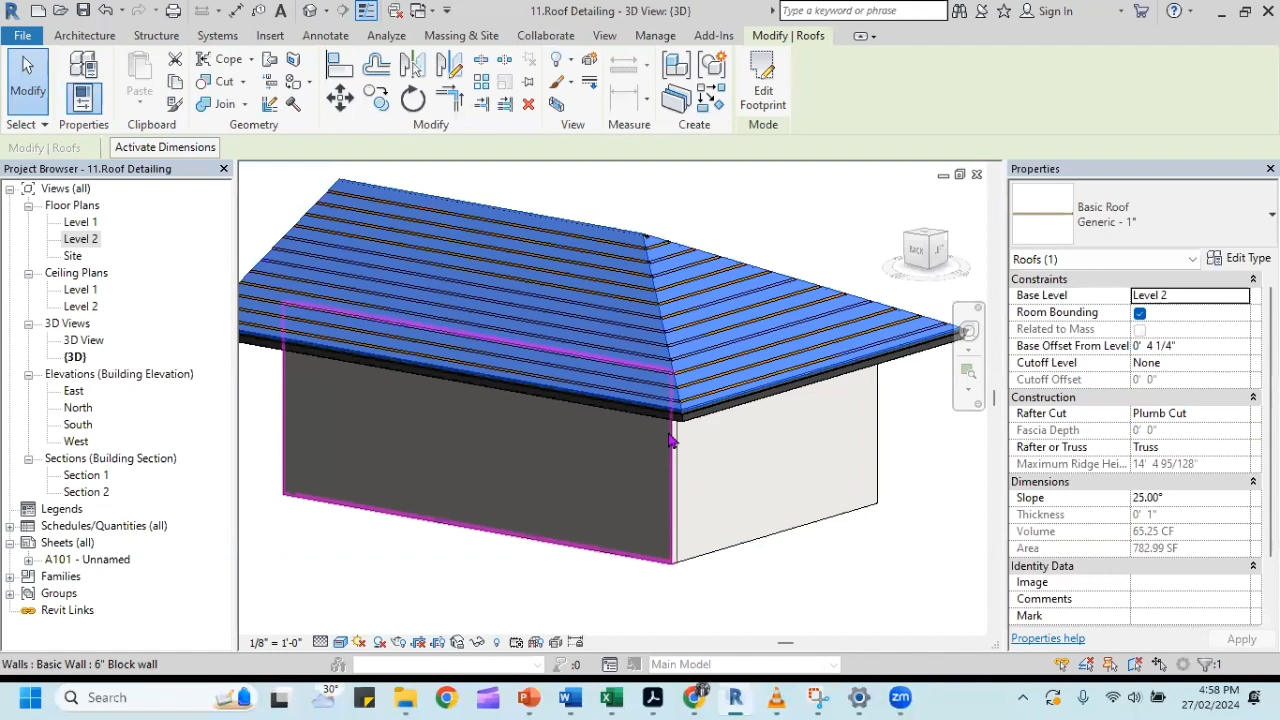 11.Roof Detailing - 3D View: {3D}
Type a keyword or phrase
Sign In
File
Architecture
Structure
Systems
Insert
Annotate
Analyze
Massing & Site
Collaborate
View
Manage
Add-Ins
Modify | Roofs
Modify
Paste
Cope
Cut
Join
Edit
Footprint
Select
Properties
Clipboard
Geometry
Modify
View
Measure
Create
Mode
Modify | Roofs
Activate Dimensions
Project Browser - 11.Roof Detailing
Views (all)
Floor Plans
Level 1
Level 2
Site
Ceiling Plans
Level 1
Level 2
3D Views
3D View
{3D}
Elevations (Building Elevation)
East
North
South
West
Sections (Building Section)
Section 1
Section 2
Legends
Schedules/Quantities (all)
Sheets (all)
A101 - Unnamed
Families
Groups
Revit Links
BACK
1/8" = 1'-0"
Properties
Basic Roof
Generic - 1"
Roofs (1)
Edit Type
Constraints
Base Level Level 2
Room Bounding
Related to Mass
Base Offset From Level 0' 4 1/4"
Cutoff Level None
Cutoff Offset 0' 0"
Construction
Rafter Cut Plumb Cut
Fascia Depth 0' 0"
Rafter or Truss Truss
Maximum Ridge Hei... 14' 4 95/128"
Dimensions
Slope 25.00°
Thickness 0' 1"
Volume 65.25 CF
Area 782.99 SF
Identity Data
Image
Comments
Mark
Properties help
Apply
Walls : Basic Wall : 6" Block wall
:0
Main Model
:1
Search
30°
4:58 PM
27/02/2024